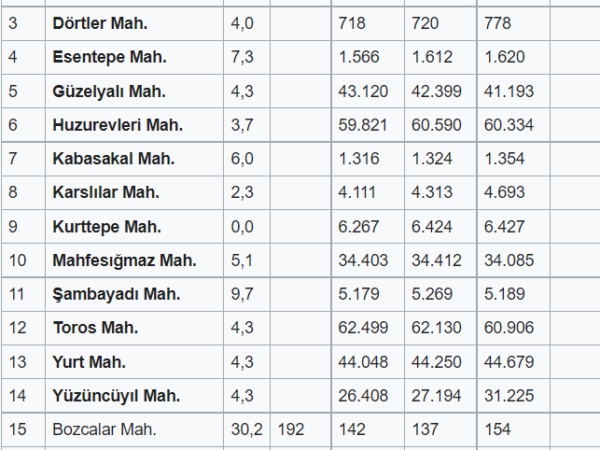 3 Dörtler Mah. 4,0 718 720 778
4 Esentepe Mah. 7,3 1.566 1.612 1.620
5 Güzelyalı Mah. 4,3 43.120 42.399 41.193
6 Huzurevleri Mah. 3,7 59.821 60.590 60.334
7 Kabasakal Mah. 6,0 1.316 1.324 1.354
8 Karslılar Mah. 2,3 4.111 4.313 4.693
9 Kurttepe Mah. 0,0 6.267 6.424 6.427
10 Mahfesığmaz Mah. 5,1 34.403 34.412 34.085
11 Şambayadı Mah. 9,7 5.179 5.269 5.189
12 Toros Mah. 4,3 62.499 62.130 60.906
13 Yurt Mah. 4,3 44.048 44.250 44.679
14 Yüzüncüyıl Mah. 4,3 26.408 27.194 31.225
15 Bozcalar Mah. 30,2 192 142 137 154